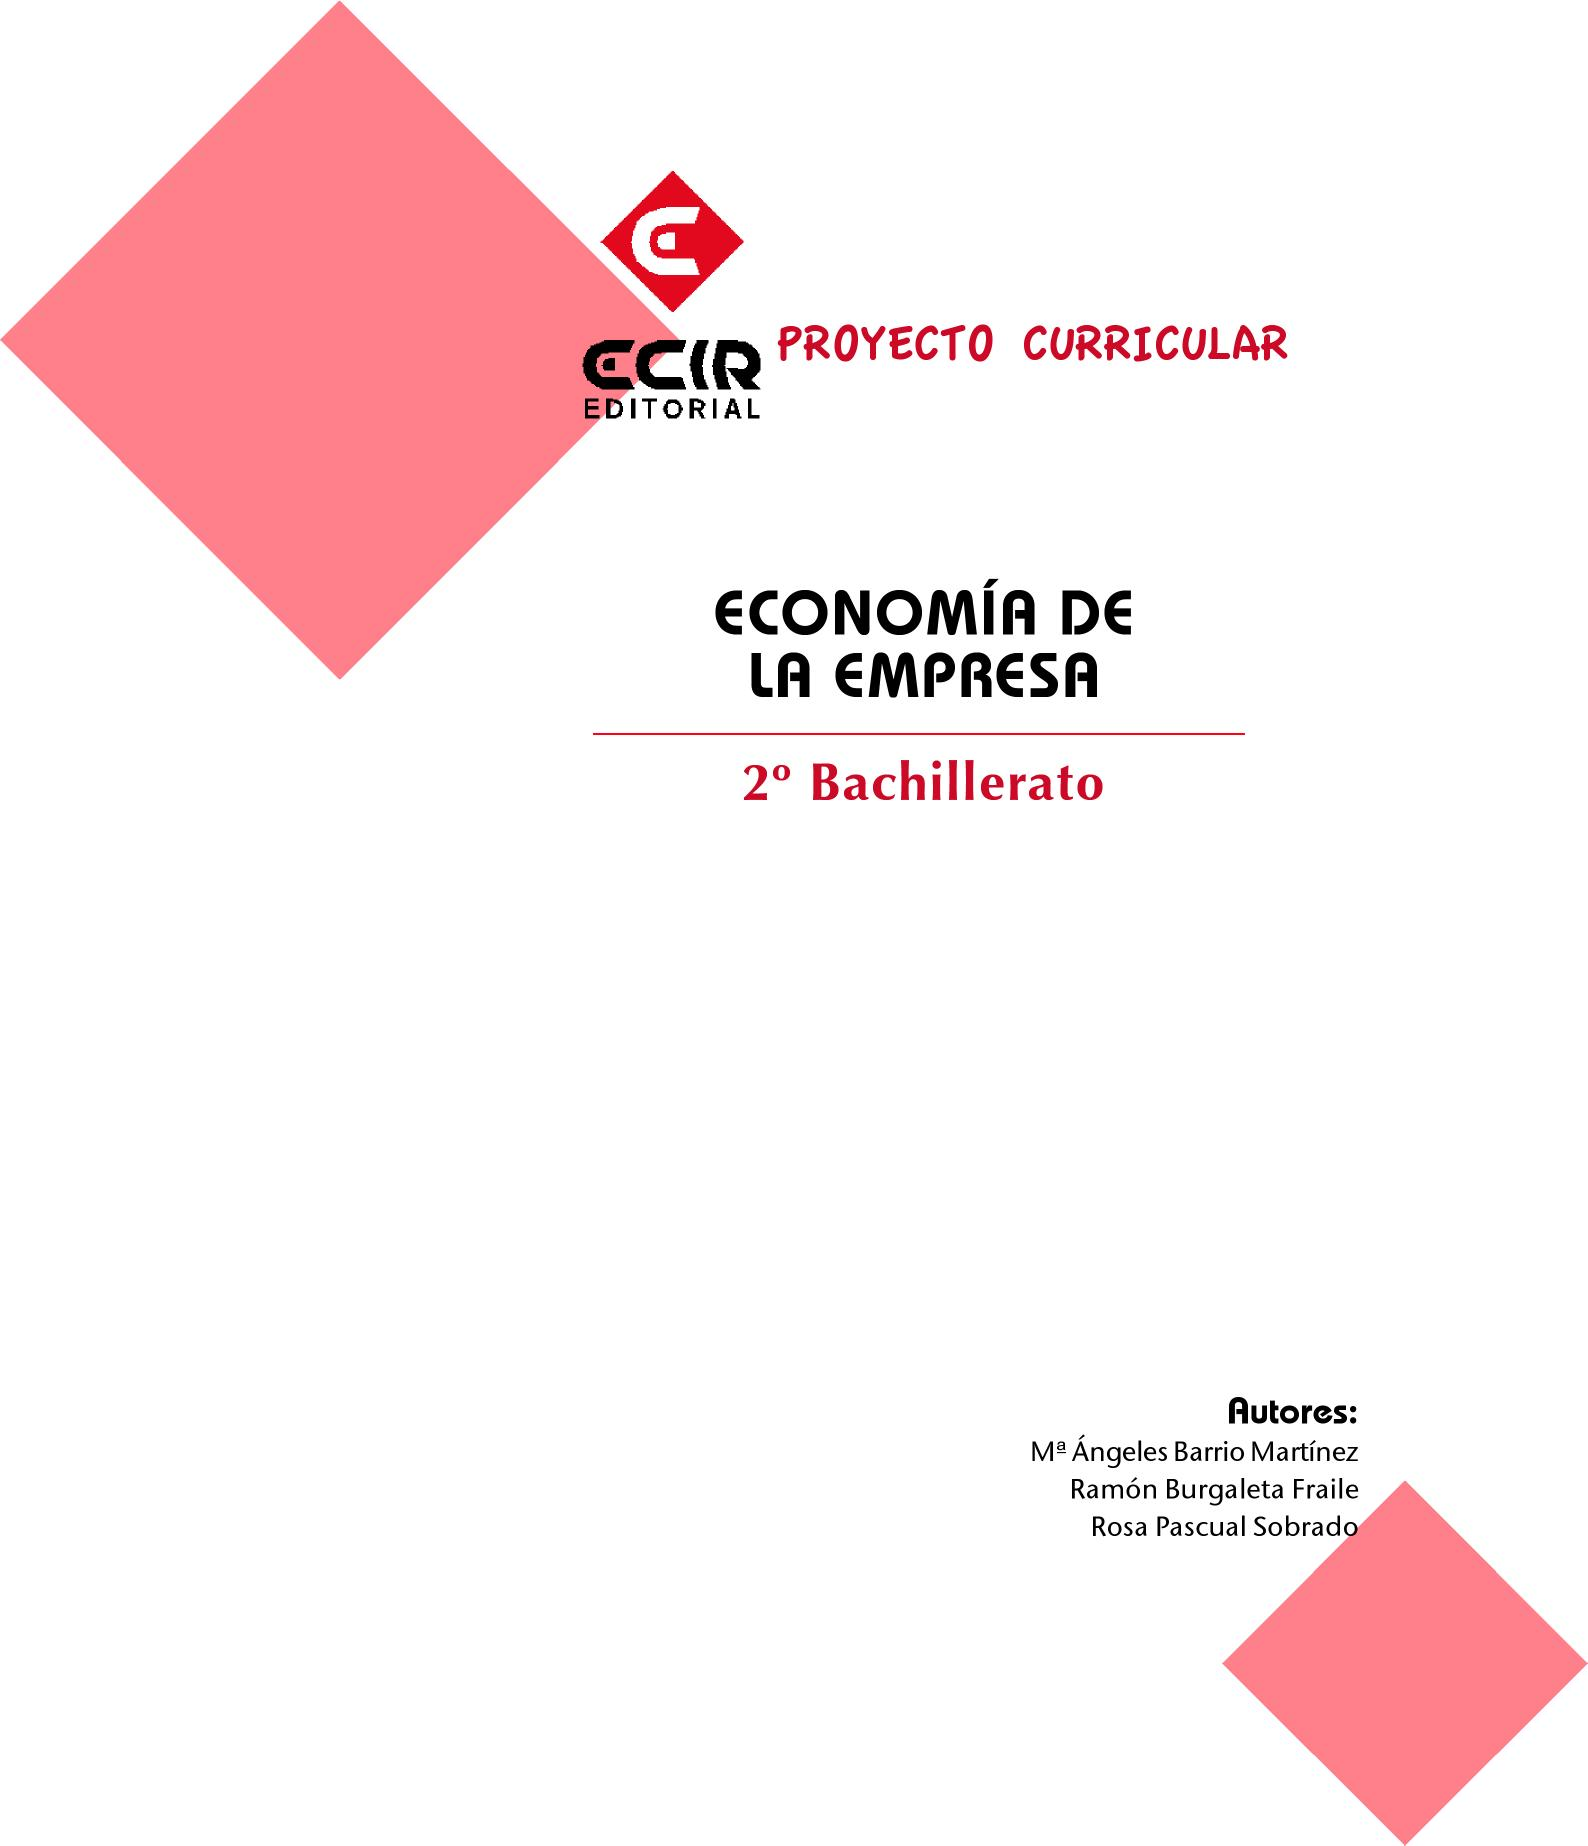 ECIR
EDITORIAL
PROYECTO CURRICULAR
ECONOMÍA DE
LA EMPRESA
2º Bachillerato
Autores:
Mª Ángeles Barrio Martínez
Ramón Burgaleta Fraile
Rosa Pascual Sobrado